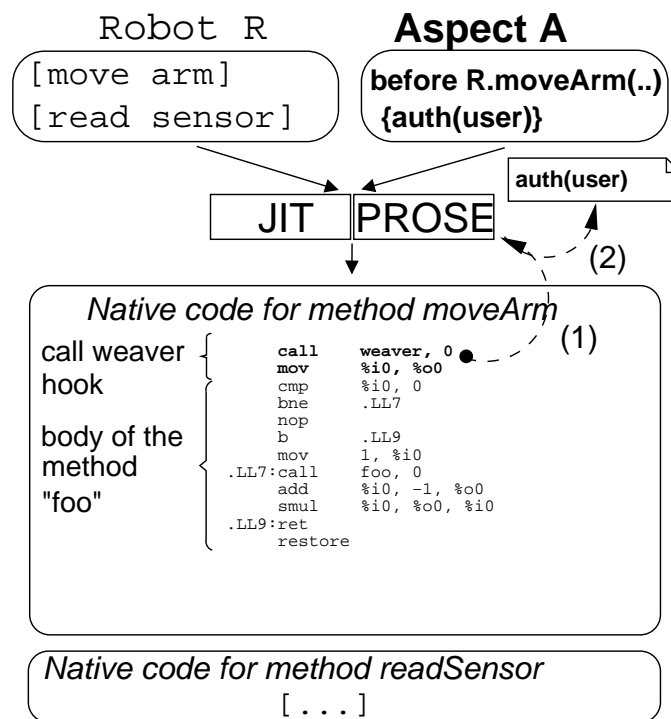 Robot R
Aspect A
[move arm]
[read sensor]
before R.moveArm(..)
{auth(user)}
auth(user)
JIT
PROSE
(2)
Native code for method moveArm
(1)
call weaver
hook
body of the
method
"foo"
call weaver, 0
mov %i0, %o0
cmp %i0, 0
bne .LL7
nop
b .LL9
mov 1, %i0
.LL7:call foo, 0
add %i0, −1, %o0
smul %i0, %o0, %i0
.LL9:ret
restore
Native code for method readSensor
[...]